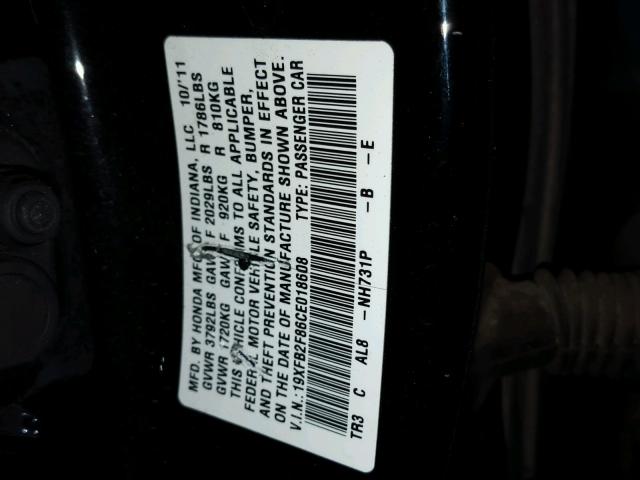 MFD. BY HONDA MFG OF INDIANA, LLC 10/'11
GVWR 3792LBS GAWR F 2029LBS R 1786LBS
GVWR 1720KG GAWR F 920KG R 810KG
THIS VEHICLE CONFORMS TO ALL APPLICABLE
FEDERAL MOTOR VEHICLE SAFETY, BUMPER,
AND THEFT PREVENTION STANDARDS IN EFFECT
ON THE DATE OF MANUFACTURE SHOWN ABOVE.
V.I.N.: 19XFB2F86CE018608 TYPE: PASSENGER CAR
TR3 C AL8 -NH731P -B -E